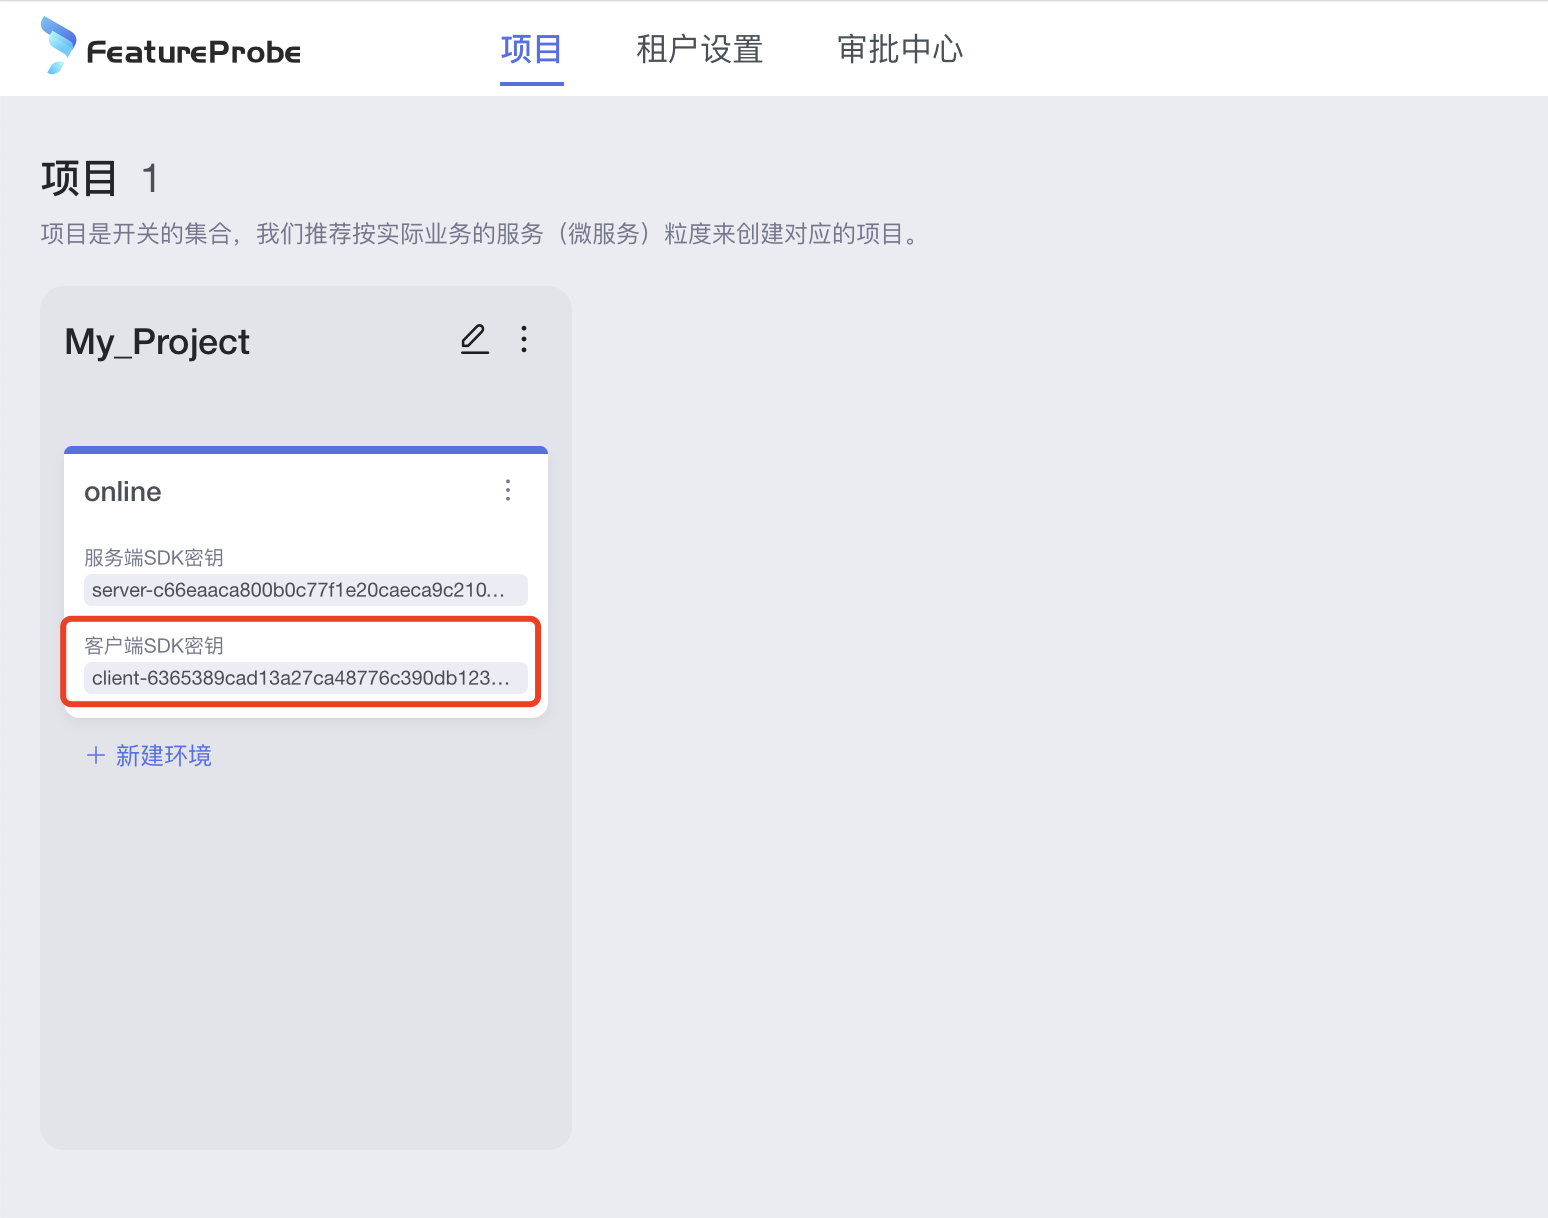 FeatureProbe
项目 租户设置 审批中心
项目 1
项目是开关的集合，我们推荐按实际业务的服务（微服务）粒度来创建对应的项目。
My_Project
online
服务端SDK密钥
server-c66eaaca800b0c77f1e20caeca9c210...
客户端SDK密钥
client-6365389cad13a27ca48776c390db123...
+ 新建环境